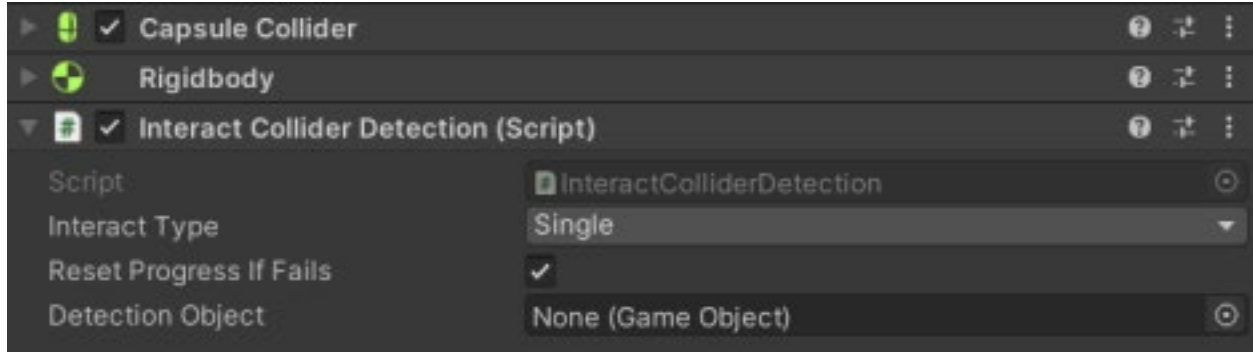 Capsule Collider
Rigidbody
# Interact Collider Detection (Script)
Script # InteractColliderDetection
Interact Type Single
Reset Progress If Fails
Detection Object None (Game Object)